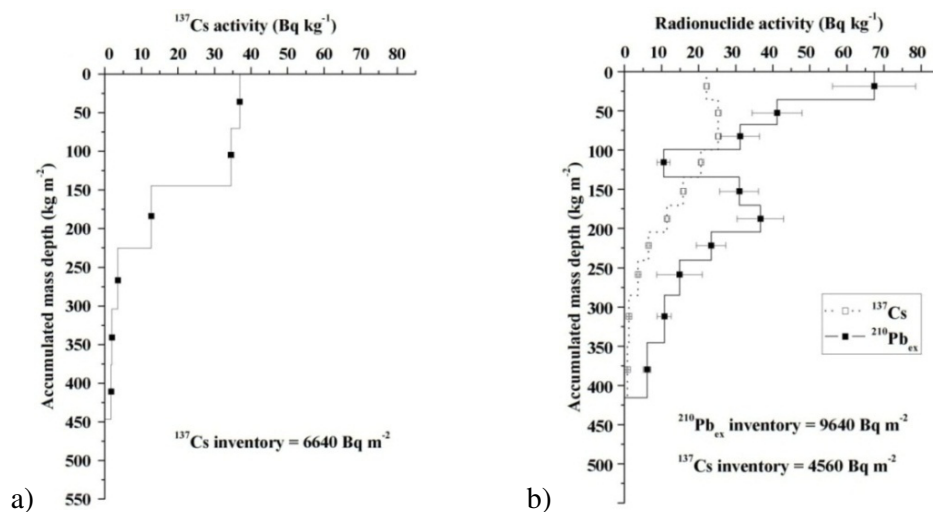 ¹³⁷Cs activity (Bq kg⁻¹)
0 10 20 30 40 50 60 70 80
Accumulated mass depth (kg m⁻²)
0
50
100
150
200
250
300
350
400
450
500
550
¹³⁷Cs inventory = 6640 Bq m⁻²
a)
Radionuclide activity (Bq kg⁻¹)
0 10 20 30 40 50 60 70 80
Accumulated mass depth (kg m⁻²)
0
50
100
150
200
250
300
350
400
450
500
¹³⁷Cs
²¹⁰Pbₑₓ
²¹⁰Pbₑₓ inventory = 9640 Bq m⁻²
¹³⁷Cs inventory = 4560 Bq m⁻²
b)